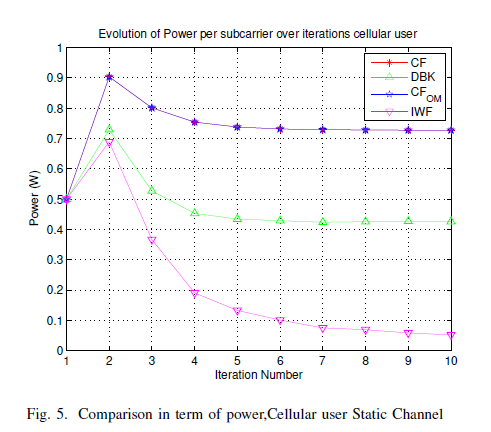 Evolution of Power per subcarrier over iterations cellular user
1
0.9
0.8
0.7
0.6
0.5
0.4
0.3
0.2
0.1
0
Power (W)
CF
DBK
CF_OM
IWF
1 2 3 4 5 6 7 8 9 10
Iteration Number
Fig. 5. Comparison in term of power,Cellular user Static Channel